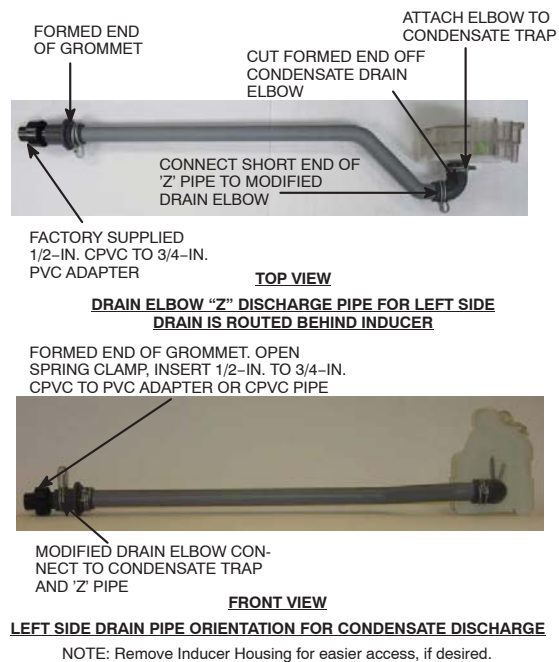 FORMED END
OF GROMMET
ATTACH ELBOW TO
CONDENSATE TRAP
CUT FORMED END OFF
CONDENSATE DRAIN
ELBOW
CONNECT SHORT END OF
'Z' PIPE TO MODIFIED
DRAIN ELBOW
FACTORY SUPPLIED
1/2−IN. CPVC TO 3/4−IN.
PVC ADAPTER
TOP VIEW
DRAIN ELBOW “Z” DISCHARGE PIPE FOR LEFT SIDE
DRAIN IS ROUTED BEHIND INDUCER
FORMED END OF GROMMET. OPEN
SPRING CLAMP, INSERT 1/2−IN. TO 3/4−IN.
CPVC TO PVC ADAPTER OR CPVC PIPE
MODIFIED DRAIN ELBOW CON-
NECT TO CONDENSATE TRAP
AND 'Z' PIPE
FRONT VIEW
LEFT SIDE DRAIN PIPE ORIENTATION FOR CONDENSATE DISCHARGE
NOTE: Remove Inducer Housing for easier access, if desired.